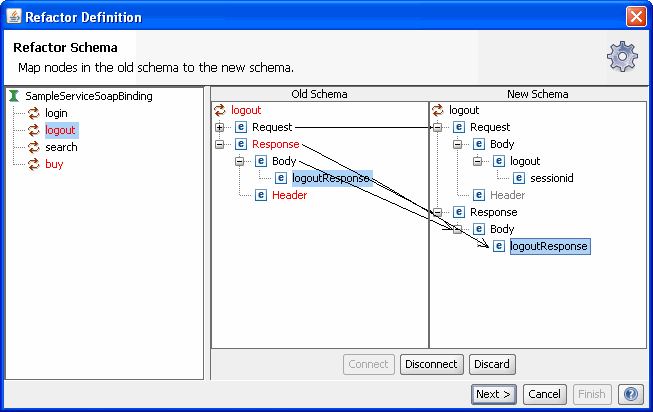 Refactor Definition
Refactor Schema
Map nodes in the old schema to the new schema.
SampleServiceSoapBinding
login
logout
search
buy
Old Schema
logout
Request
Response
Body
logoutResponse
Header
New Schema
logout
Request
Body
logout
sessionid
Header
Response
Body
logoutResponse
Connect
Disconnect
Discard
Next >
Cancel
Finish